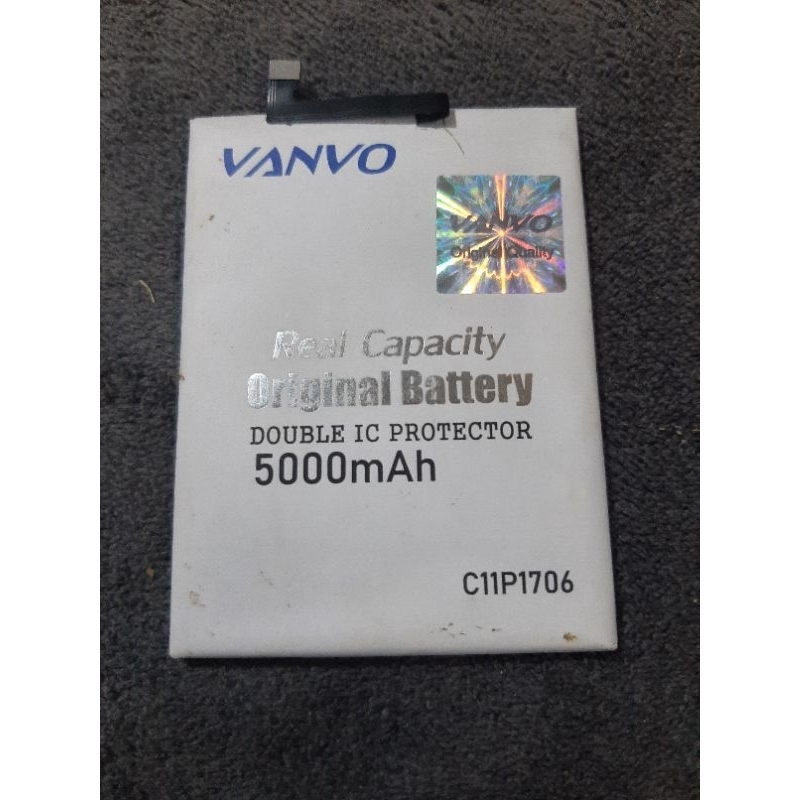 VANVO
VANVO
Original Quality
Real Capacity
Original Battery
DOUBLE IC PROTECTOR
5000mAh
C11P1706